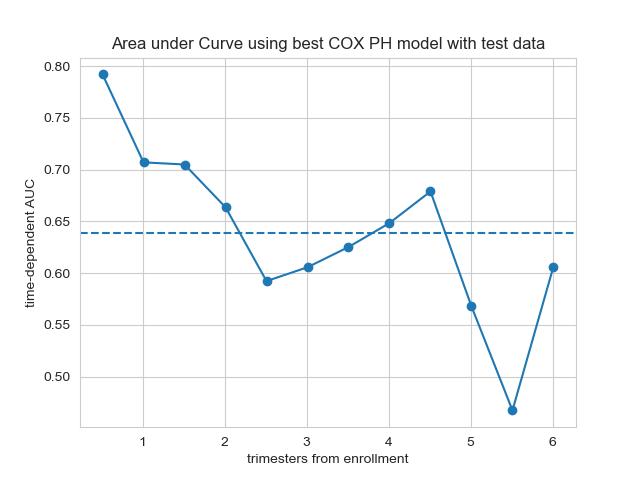 Area under Curve using best COX PH model with test data
time-dependent AUC
0.80
0.75
0.70
0.65
0.60
0.55
0.50
1 2 3 4 5 6
trimesters from enrollment